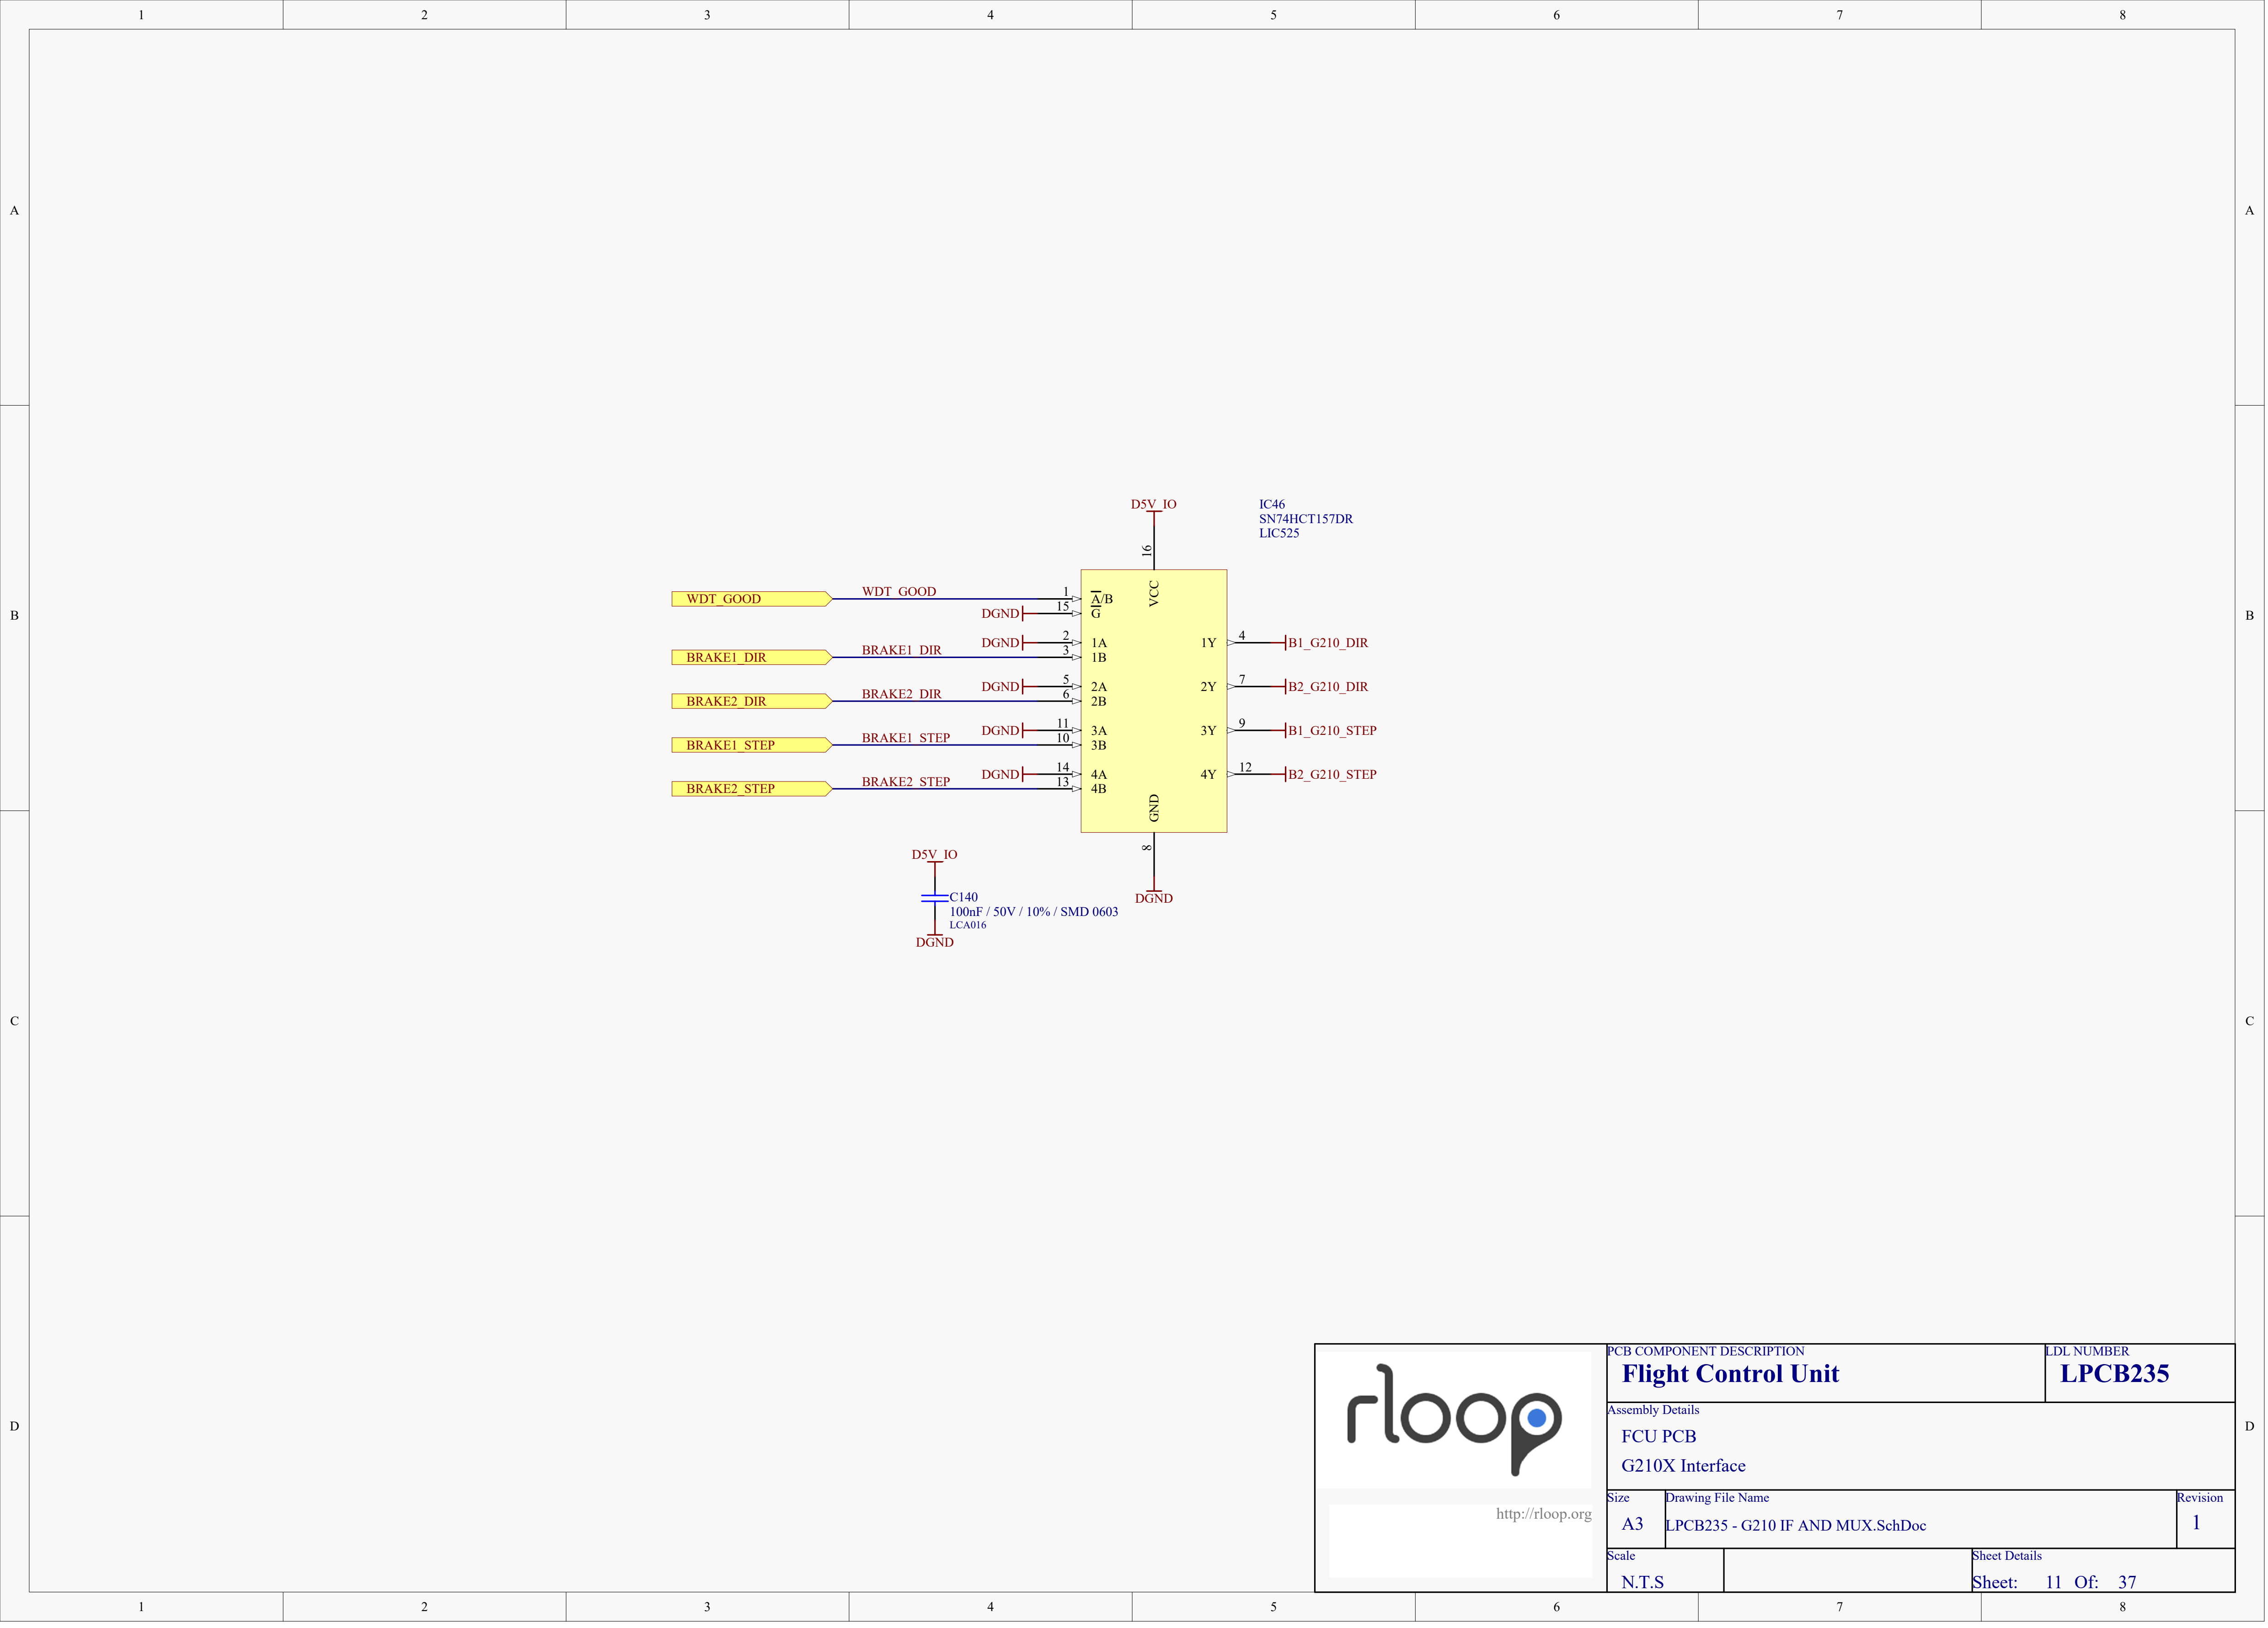 1 2 3 4 5 6 7 8
A A
D5V_IO
IC46
SN74HCT157DR
LIC525
16
VCC
WDT_GOOD WDT_GOOD 1 A/B
DGND 15 G
B B
DGND 2 1A 1Y 4 B1_G210_DIR
BRAKE1_DIR BRAKE1_DIR 3 1B
DGND 5 2A 2Y 7 B2_G210_DIR
BRAKE2_DIR BRAKE2_DIR 6 2B
DGND 11 3A 3Y 9 B1_G210_STEP
BRAKE1_STEP BRAKE1_STEP 10 3B
DGND 14 4A 4Y 12 B2_G210_STEP
BRAKE2_STEP BRAKE2_STEP 13 4B
GND
8
DGND
D5V_IO
C140
100nF / 50V / 10% / SMD 0603
LCA016
DGND
C C
PCB COMPONENT DESCRIPTION
Flight Control Unit
LDL NUMBER
LPCB235
rloop
Assembly Details
FCU PCB
G210X Interface
D D
http://rloop.org
Size
A3
Drawing File Name
LPCB235 - G210 IF AND MUX.SchDoc
Revision
1
Scale
N.T.S
Sheet Details
Sheet: 11 Of: 37
1 2 3 4 5 6 7 8